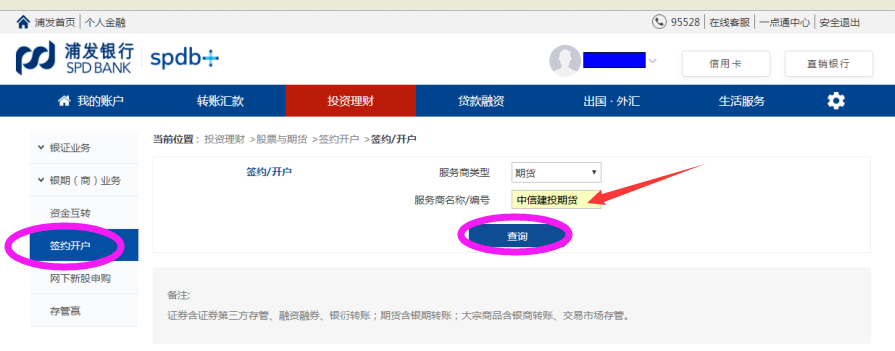 浦发首页 | 个人金融
95528 | 在线客服 | 一点通中心 | 安全退出
浦发银行 SPD BANK spdb+
信用卡 直销银行
我的账户 转账汇款 投资理财 贷款融资 出国·外汇 生活服务
银证业务
银期（商）业务
资金互转
签约开户
网下新股申购
存管赢
当前位置：投资理财 >股票与期货 >签约开户 >签约/开户
签约/开户 服务商类型 期货
服务商名称/编号 中信建投期货
查询
备注:
证券含证券第三方存管、融资融券、银衍转账；期货含银期转账；大宗商品含银商转账、交易市场存管。